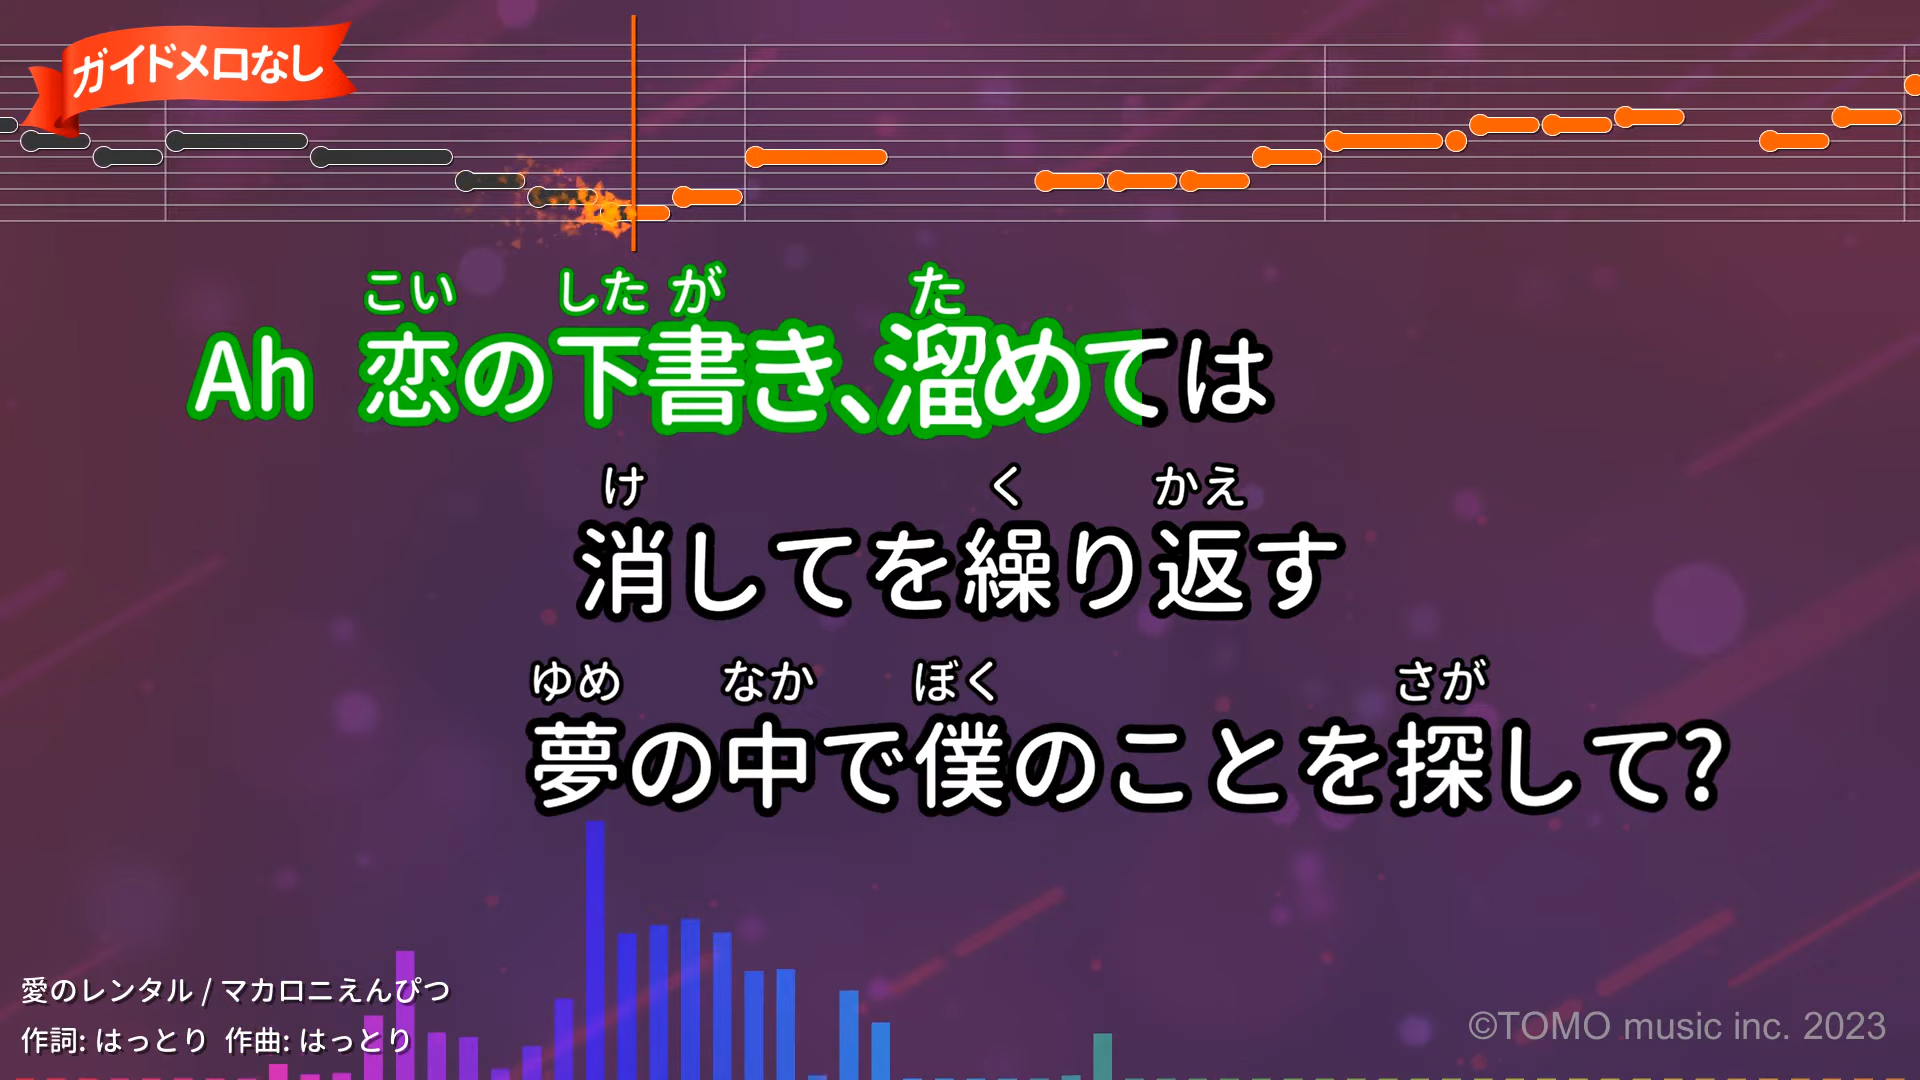 ガイドメロなし
こい した が た
Ah 恋の下書き、溜めては
け く かえ
消してを繰り返す
ゆめ なか ぼく さが
夢の中で僕のことを探して?
愛のレンタル / マカロニえんぴつ
作詞: はっとり 作曲: はっとり
©TOMO music inc. 2023